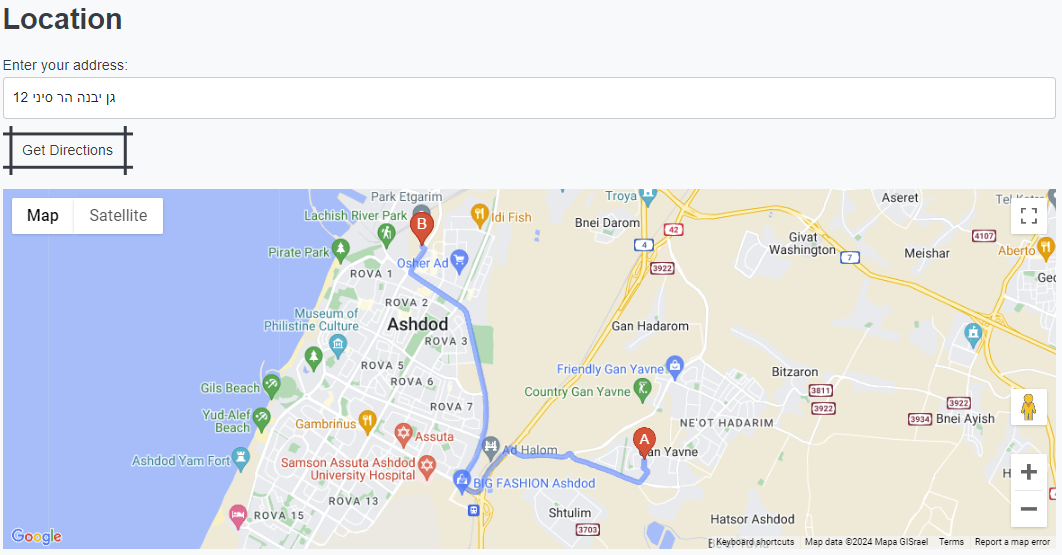 Location
Enter your address:
גן יבנה הר סיני 12
Get Directions
Map
Satellite
Park Etgarim
Lachish River Park
B
Idi Fish
Troya
Bnei Darom
42
4
3922
Givat
Washington
7
Aseret
4107
Meishar
Aberto
Pirate Park
ROVA 1
Osher Ad
ROVA 2
Museum of
Philistine Culture
Ashdod
ROVA 3
Gan Hadarom
ROVA 5
ROVA 6
Friendly Gan Yavne
Country Gan Yavne
Bitzaron
3811
3922
3922
3934
Bnei Ayish
Gils Beach
Yud-Alef
Beach
ROVA 7
Gambrinus
Assuta
NE'OT HADARIM
A
Gan Yavne
Ad Halom
Ashdod Yam Fort
Samson Assuta Ashdod
University Hospital
BIG FASHION Ashdod
ROVA 13
ROVA 15
Shtulim
3703
Hatsor Ashdod
Google
Keyboard shortcuts
Map data ©2024 Mapa GISrael
Terms
Report a map error